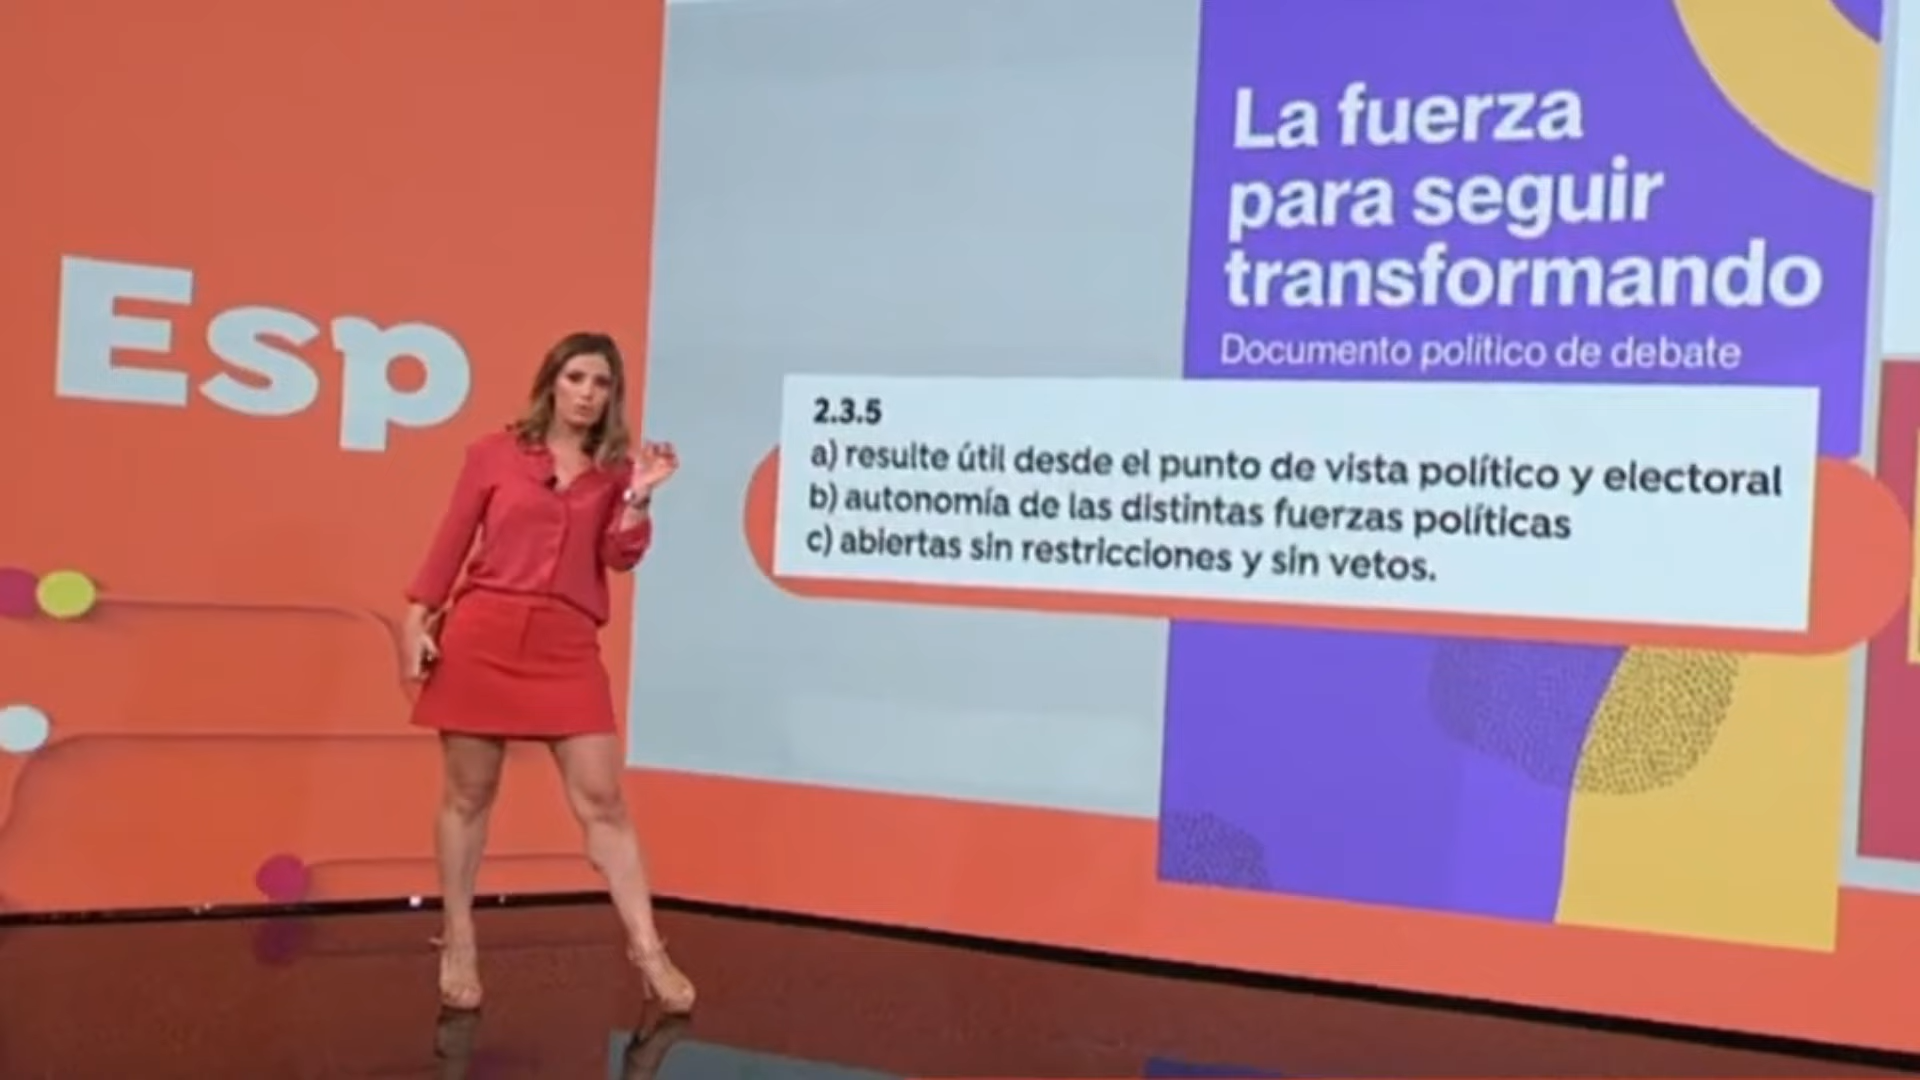 Esp
La fuerza
para seguir
transformando
Documento político de debate
2.3.5
a) resulte útil desde el punto de vista político y electoral
b) autonomía de las distintas fuerzas políticas
c) abiertas sin restricciones y sin vetos.